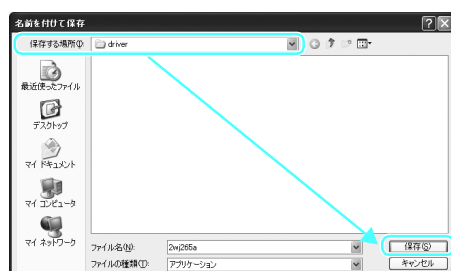 名前を付けて保存
保存する場所(I):
driver
最近使ったファイル
デスクトップ
マイ ドキュメント
マイ コンピュータ
マイ ネットワーク
ファイル名(N):
2wj265a
保存(S)
ファイルの種類(T):
アプリケーション
キャンセル